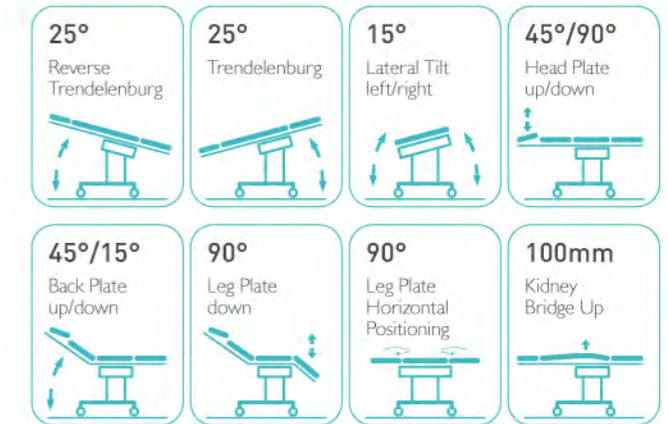 25°
Reverse
Trendelenburg
25°
Trendelenburg
15°
Lateral Tilt
left/right
45°/90°
Head Plate
up/down
45°/15°
Back Plate
up/down
90°
Leg Plate
down
90°
Leg Plate
Horizontal
Positioning
100mm
Kidney
Bridge Up